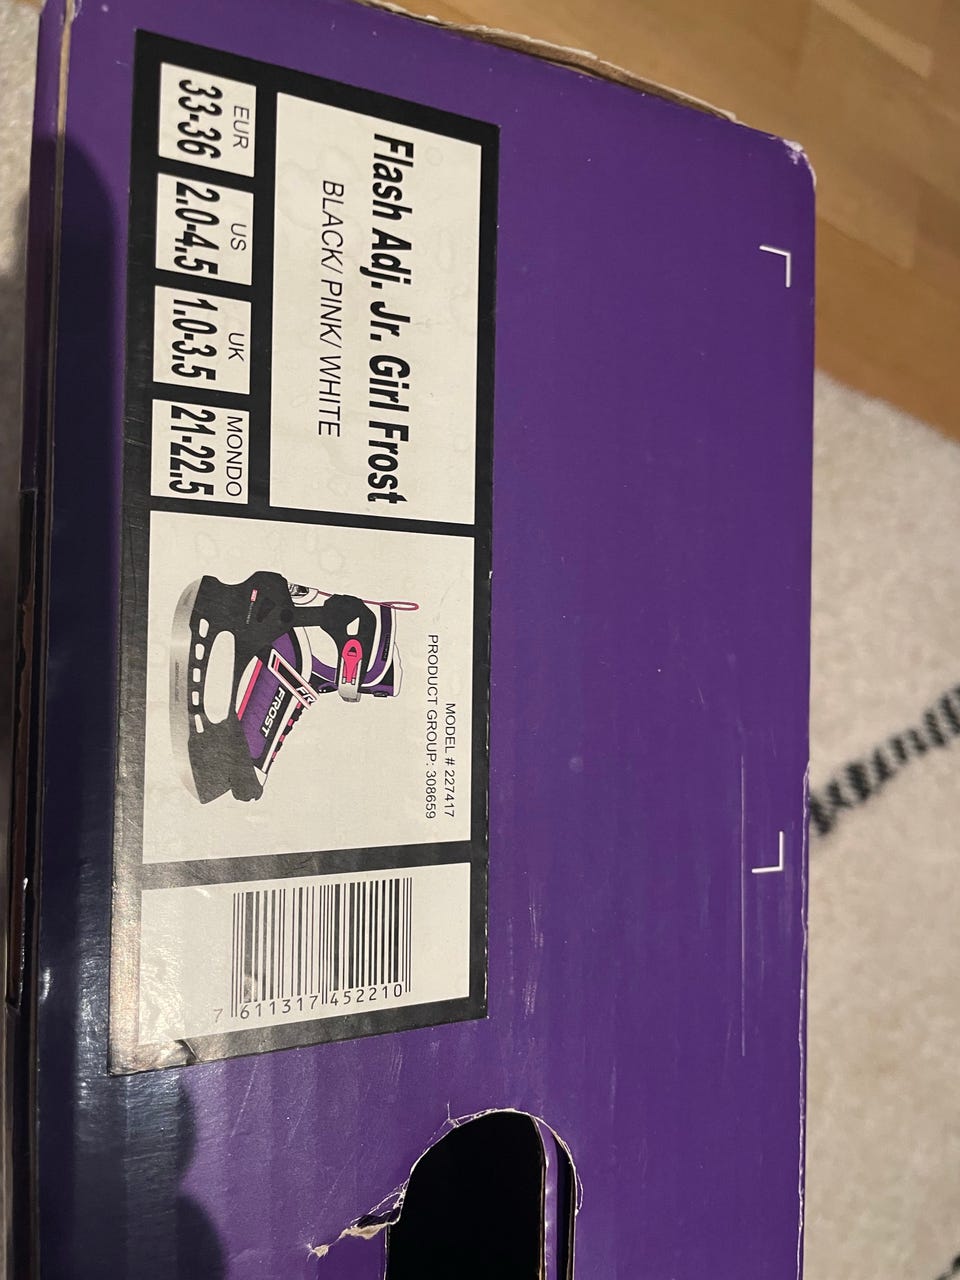 Flash Adj. Jr. Girl Frost
BLACK/ PINK/ WHITE
EUR
33-36
US
2.0-4.5
UK
1.0-3.5
MONDO
21-22.5
MODEL # 227417
PRODUCT GROUP: 308659
FR
FROST
7 611317 452210